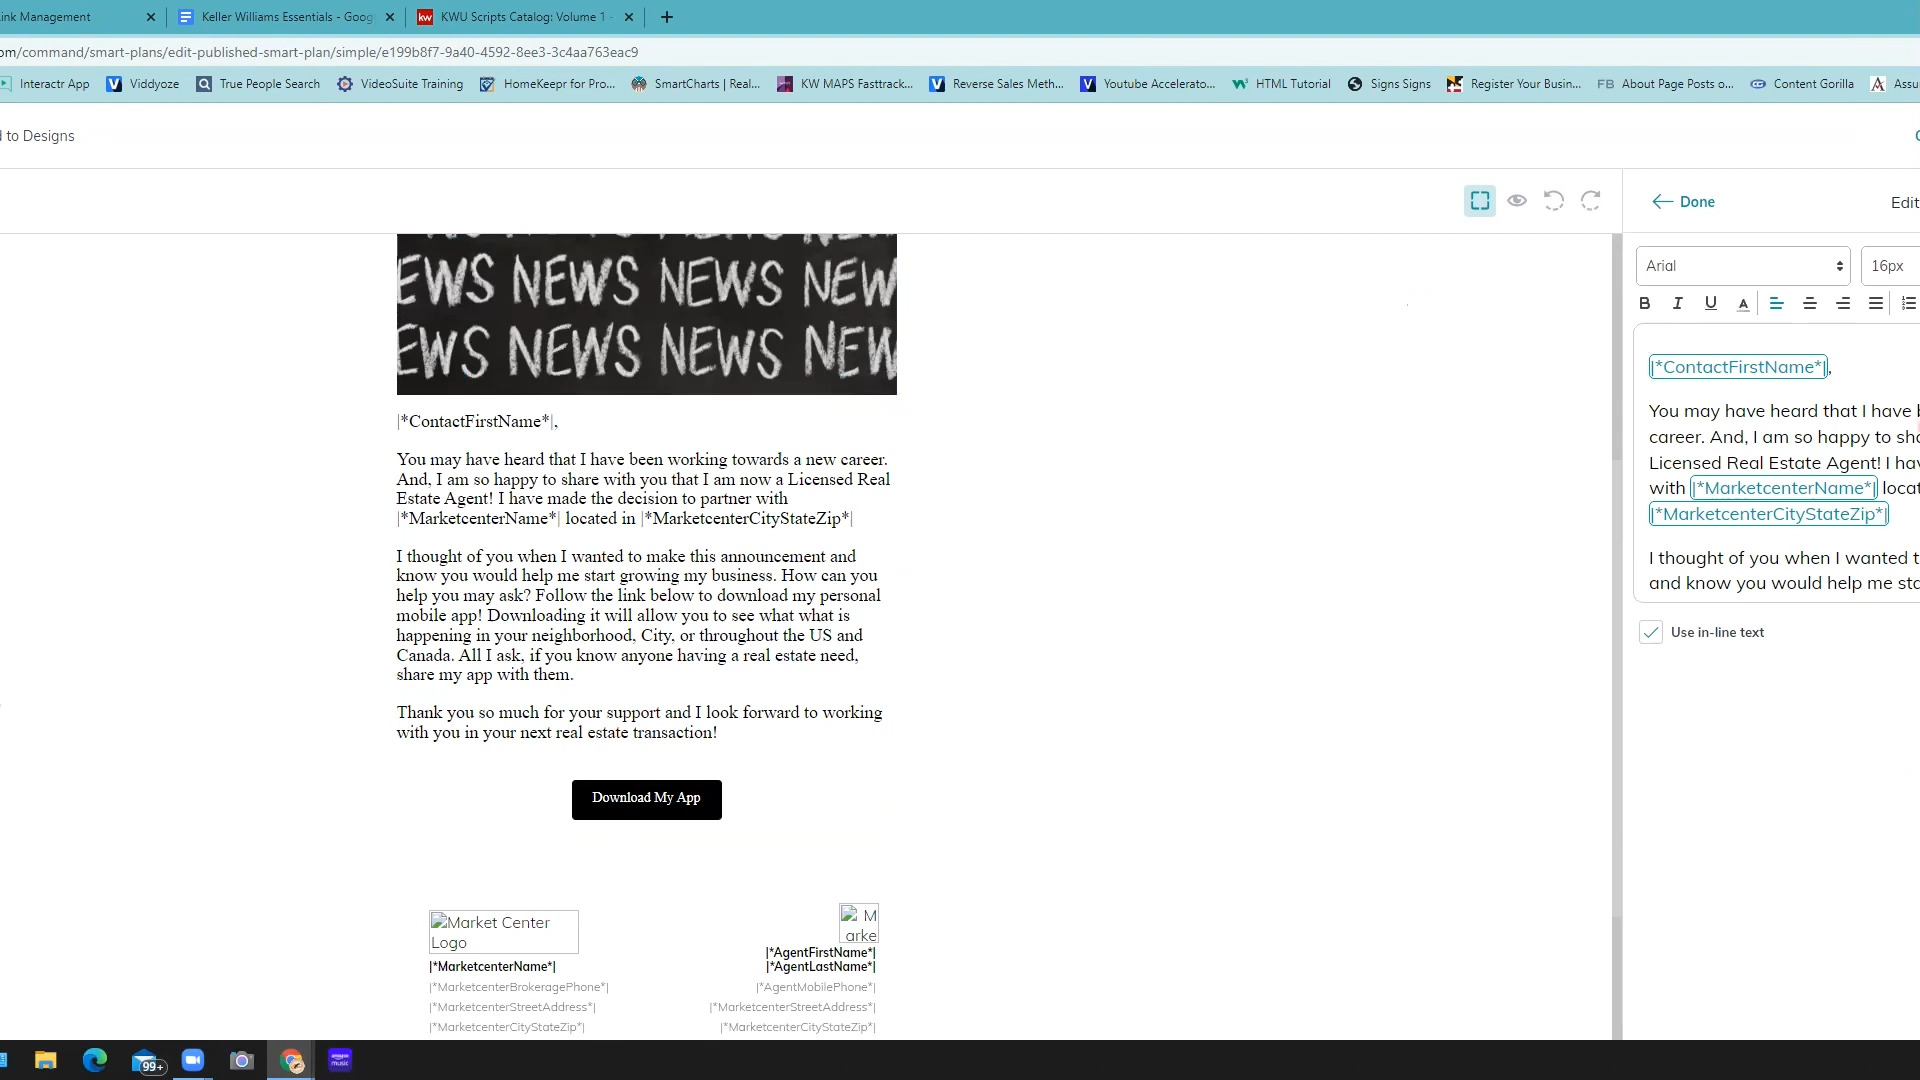 ink Management
Keller Williams Essentials - Goog
KWU Scripts Catalog: Volume 1 -
om/command/smart-plans/edit-published-smart-plan/simple/e199b8f7-9a40-4592-8ee3-3c4aa763eac9
Interactr App
Viddyoze
True People Search
VideoSuite Training
HomeKeepr for Pro...
SmartCharts | Real...
KW MAPS Fasttrack...
Reverse Sales Meth...
Youtube Accelerato...
HTML Tutorial
Signs Signs
Register Your Busin...
FB About Page Posts o...
Content Gorilla
Assu
d to Designs
Done
Edit
EWS NEWS NEWS NEW
EWS NEWS NEWS NEW
|*ContactFirstName*|,
You may have heard that I have been working towards a new career.
And, I am so happy to share with you that I am now a Licensed Real
Estate Agent! I have made the decision to partner with
|*MarketcenterName*| located in |*MarketcenterCityStateZip*|
I thought of you when I wanted to make this announcement and
know you would help me start growing my business. How can you
help you may ask? Follow the link below to download my personal
mobile app! Downloading it will allow you to see what what is
happening in your neighborhood, City, or throughout the US and
Canada. All I ask, if you know anyone having a real estate need,
share my app with them.
Thank you so much for your support and I look forward to working
with you in your next real estate transaction!
Download My App
Market Center
Logo
|*MarketcenterName*|
|*MarketcenterBrokeragePhone*|
|*MarketcenterStreetAddress*|
|*MarketcenterCityStateZip*|
M
arke
|*AgentFirstName*|
|*AgentLastName*|
|*AgentMobilePhone*|
|*MarketcenterStreetAddress*|
|*MarketcenterCityStateZip*|
Arial
16px
B I U A
|*ContactFirstName*|,
You may have heard that I have b
career. And, I am so happy to sha
Licensed Real Estate Agent! I hav
with |*MarketcenterName*| locat
|*MarketcenterCityStateZip*|
I thought of you when I wanted t
and know you would help me sta
Use in-line text
99+
amazon
music